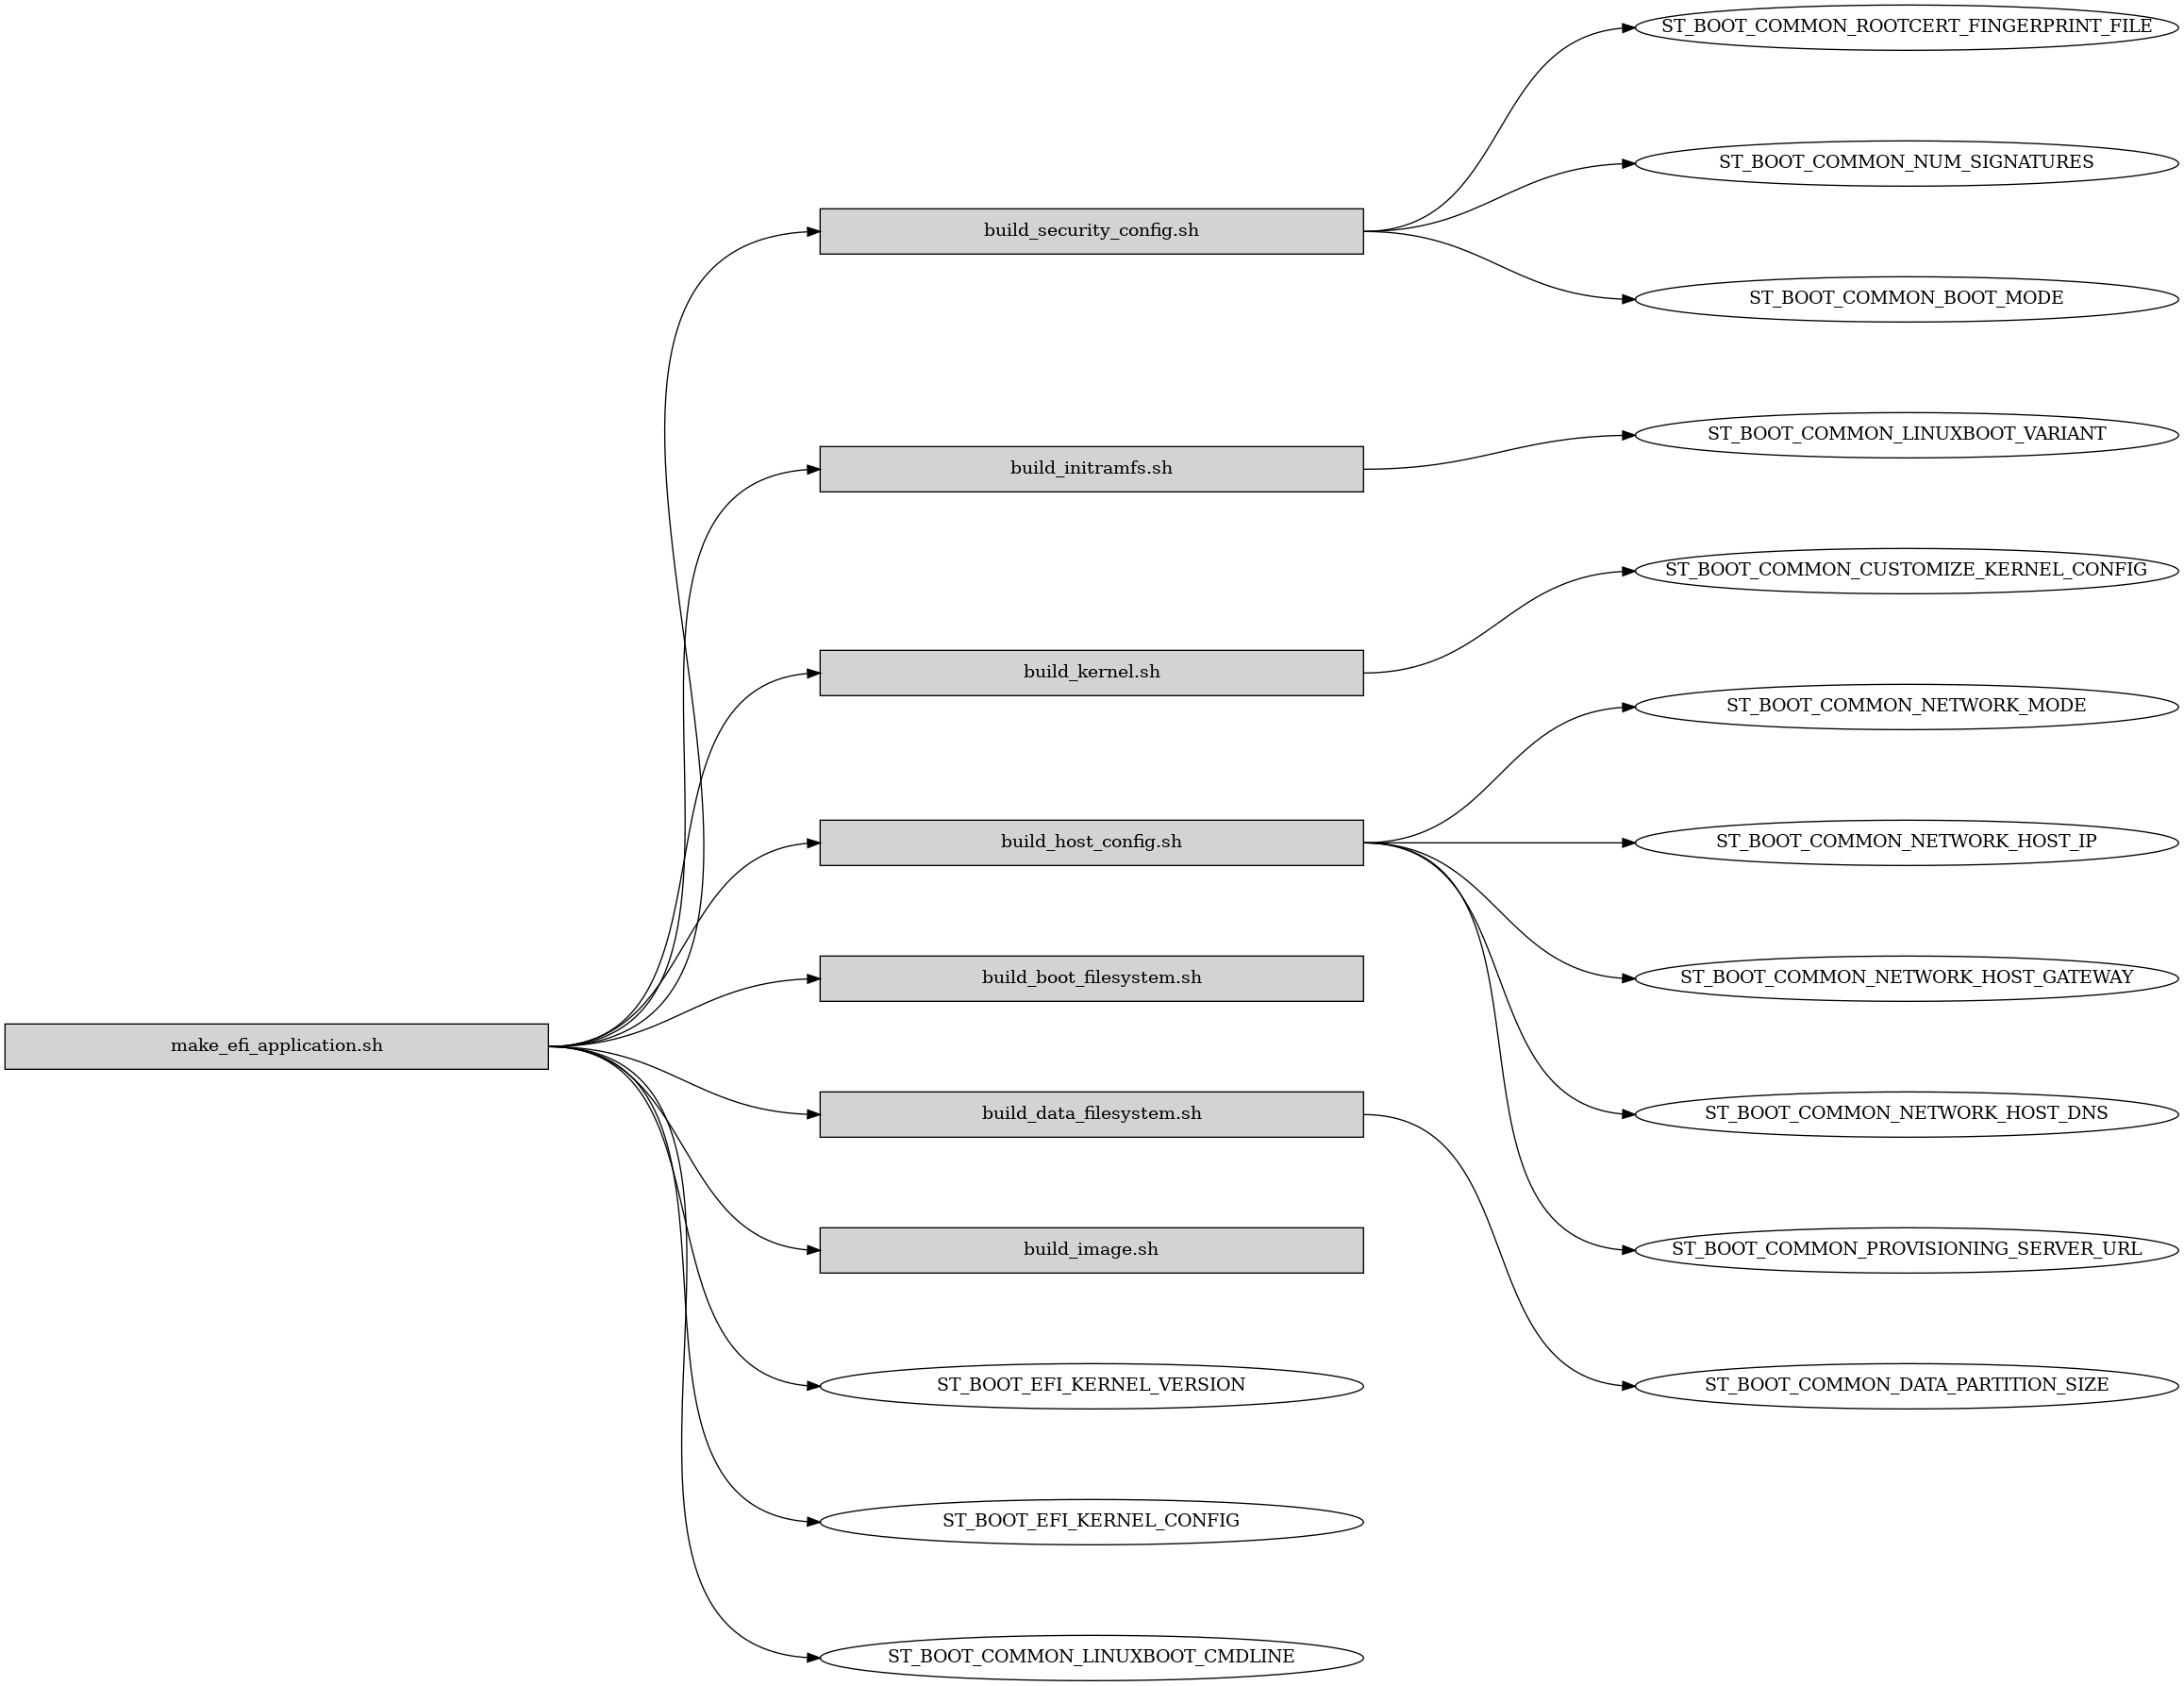 ST_BOOT_COMMON_ROOTCERT_FINGERPRINT_FILE
ST_BOOT_COMMON_NUM_SIGNATURES
build_security_config.sh
ST_BOOT_COMMON_BOOT_MODE
ST_BOOT_COMMON_LINUXBOOT_VARIANT
build_initramfs.sh
ST_BOOT_COMMON_CUSTOMIZE_KERNEL_CONFIG
build_kernel.sh
ST_BOOT_COMMON_NETWORK_MODE
build_host_config.sh
ST_BOOT_COMMON_NETWORK_HOST_IP
build_boot_filesystem.sh
ST_BOOT_COMMON_NETWORK_HOST_GATEWAY
make_efi_application.sh
build_data_filesystem.sh
ST_BOOT_COMMON_NETWORK_HOST_DNS
build_image.sh
ST_BOOT_COMMON_PROVISIONING_SERVER_URL
ST_BOOT_EFI_KERNEL_VERSION
ST_BOOT_COMMON_DATA_PARTITION_SIZE
ST_BOOT_EFI_KERNEL_CONFIG
ST_BOOT_COMMON_LINUXBOOT_CMDLINE